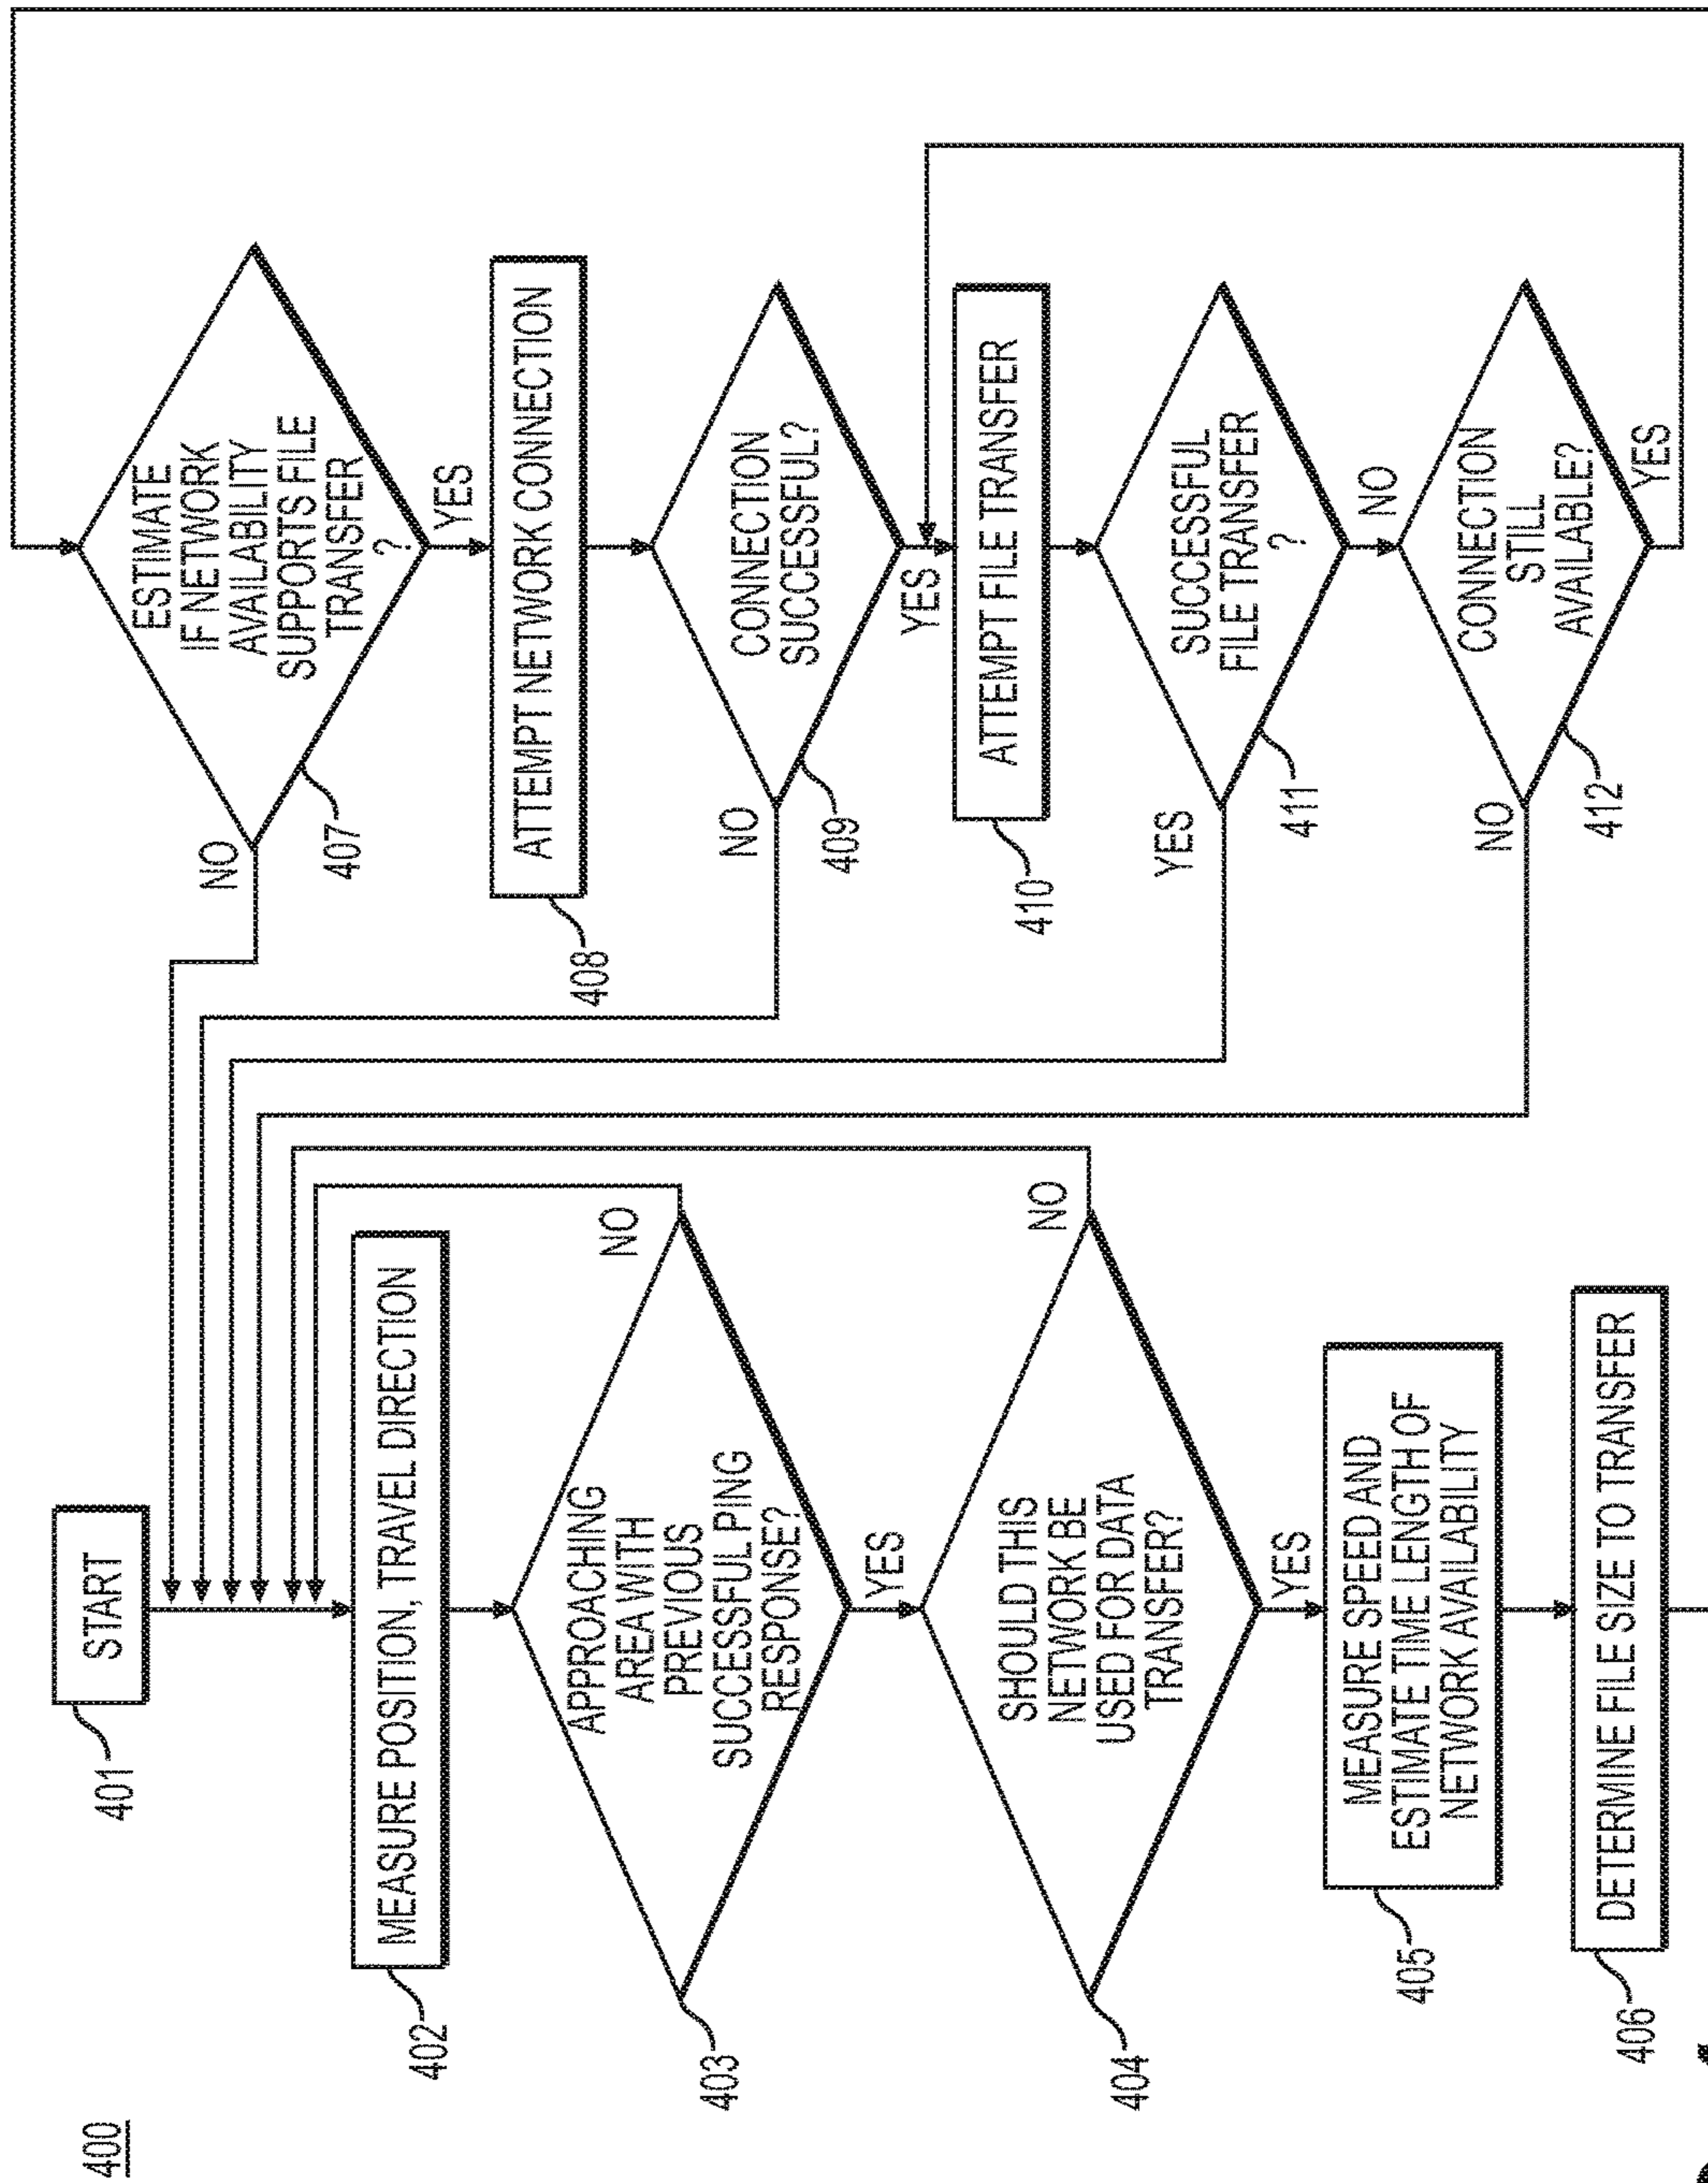 400
START
401
MEASURE POSITION, TRAVEL DIRECTION
402
APPROACHING
AREA WITH
PREVIOUS
SUCCESSFUL PING
RESPONSE?
NO
YES
403
SHOULD THIS
NETWORK BE
USED FOR DATA
TRANSFER?
NO
YES
404
MEASURE SPEED AND
ESTIMATE TIME LENGTH OF
NETWORK AVAILABILITY
405
DETERMINE FILE SIZE TO TRANSFER
406
ESTIMATE
IF NETWORK
AVAILABILITY
SUPPORTS FILE
TRANSFER
?
NO
YES
407
ATTEMPT NETWORK CONNECTION
408
CONNECTION
SUCCESSFUL?
NO
YES
409
ATTEMPT FILE TRANSFER
410
SUCCESSFUL
FILE TRANSFER
?
YES
NO
411
CONNECTION
STILL
AVAILABLE?
NO
YES
412